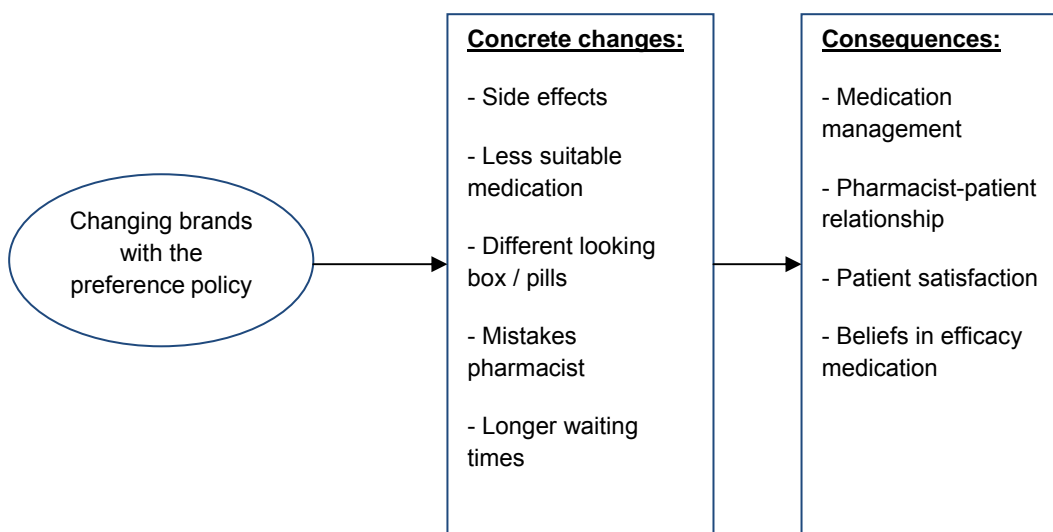 Changing brands
with the
preference policy
Concrete changes:
- Side effects
- Less suitable
medication
- Different looking
box / pills
- Mistakes
pharmacist
- Longer waiting
times
Consequences:
- Medication
management
- Pharmacist-patient
relationship
- Patient satisfaction
- Beliefs in efficacy
medication